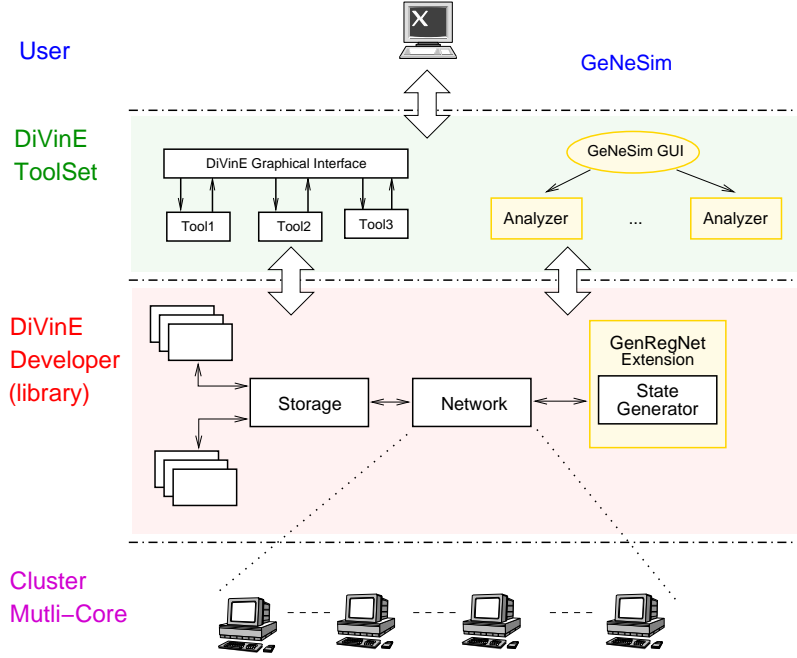 X
User
GeNeSim
DiVinE
ToolSet
DiVinE Graphical Interface
Tool1
Tool2
Tool3
GeNeSim GUI
Analyzer
...
Analyzer
DiVinE
Developer
(library)
Storage
Network
GenRegNet
Extension
State
Generator
Cluster
Mutli−Core